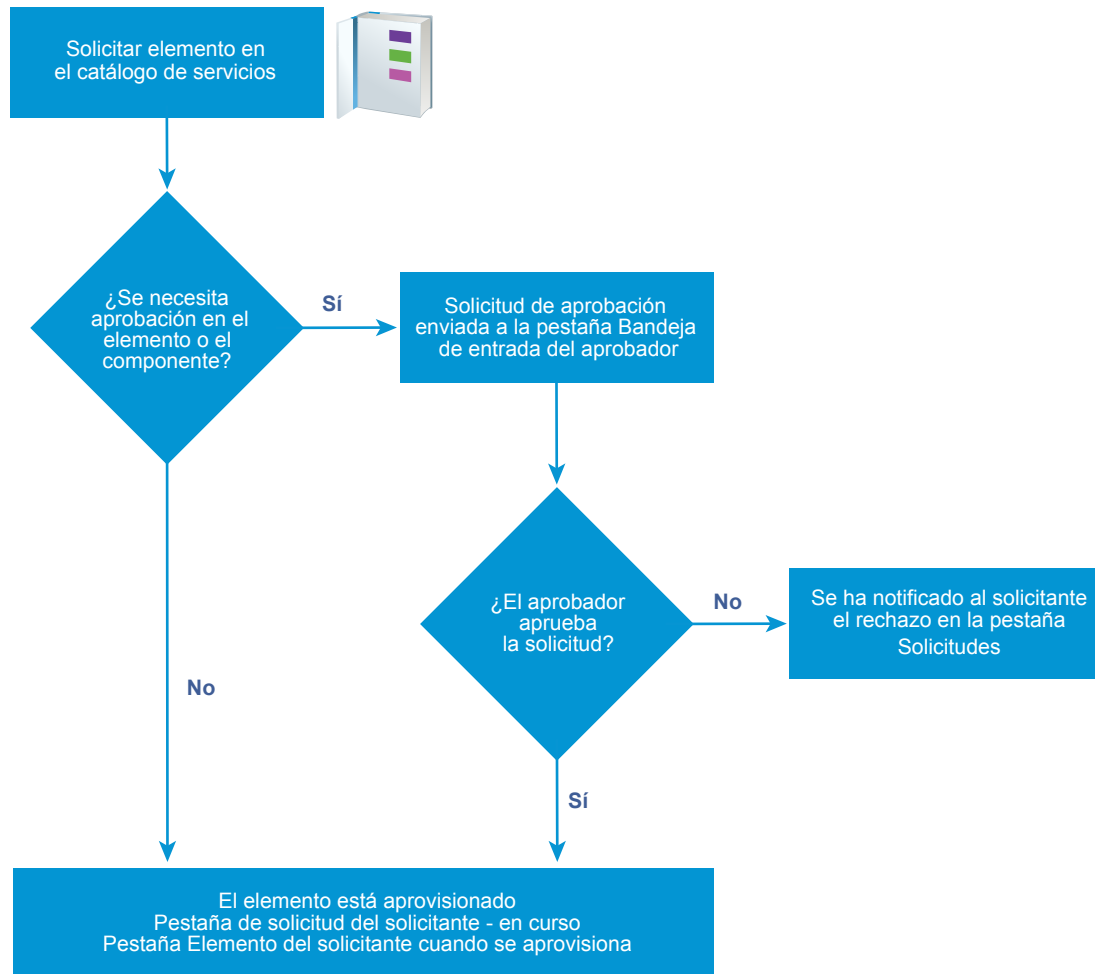 Solicitar elemento en
el catálogo de servicios
¿Se necesita
aprobación en el
elemento o el
componente?
Sí
Solicitud de aprobación
enviada a la pestaña Bandeja
de entrada del aprobador
¿El aprobador
aprueba
la solicitud?
No
Se ha notificado al solicitante
el rechazo en la pestaña
Solicitudes
No
Sí
El elemento está aprovisionado
Pestaña de solicitud del solicitante - en curso
Pestaña Elemento del solicitante cuando se aprovisiona